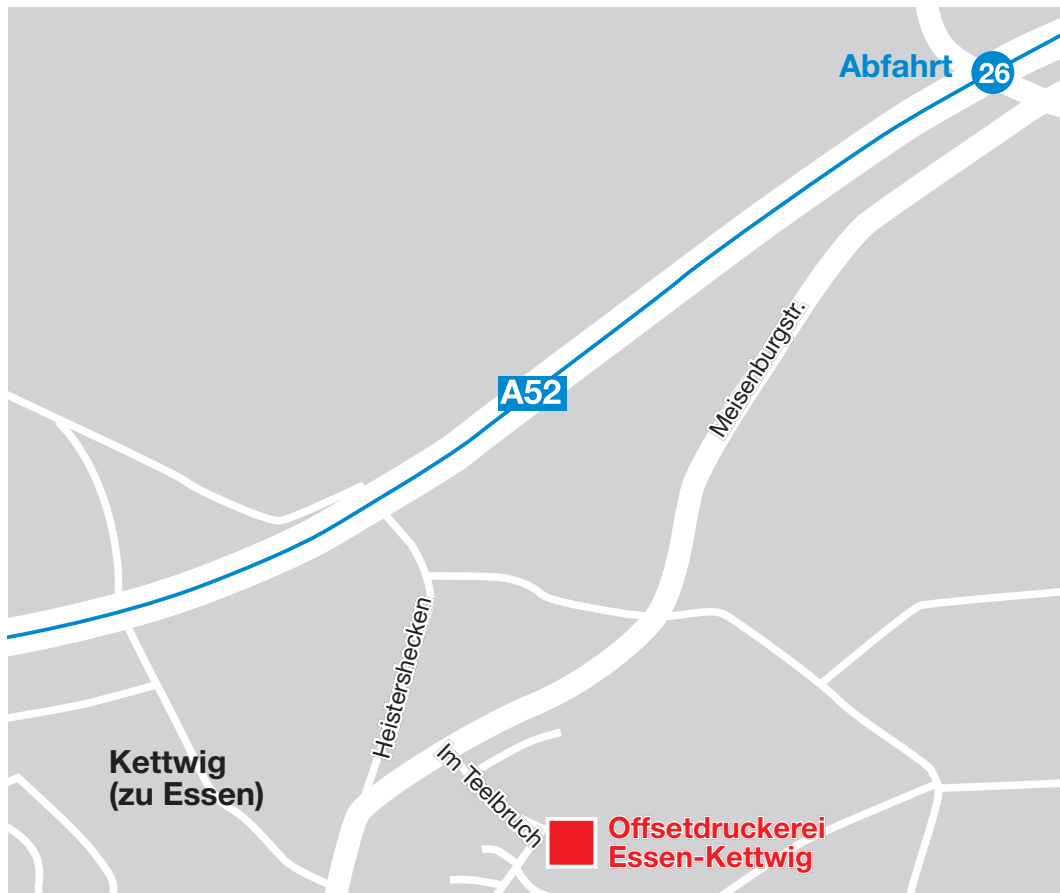 Abfahrt 26
Meisenburgstr.
A52
Heistershecken
Kettwig
(zu Essen)
Im Teelbruch
Offsetdruckerei
Essen-Kettwig